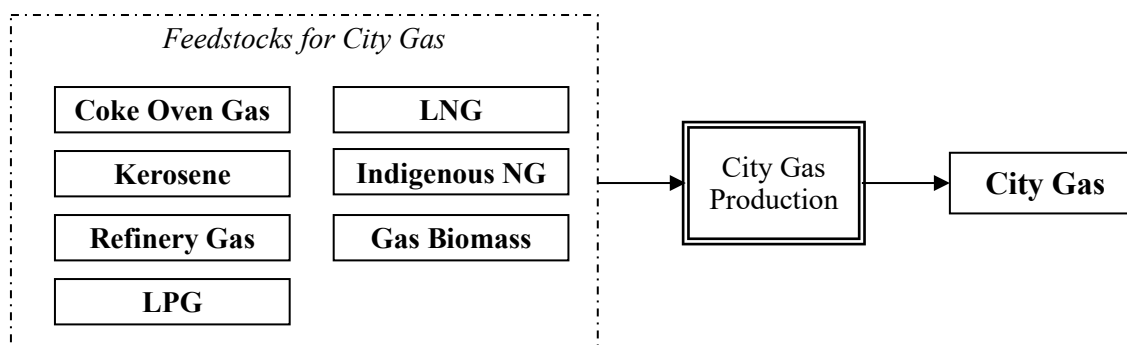 Feedstocks for City Gas
Coke Oven Gas
LNG
Kerosene
Indigenous NG
Refinery Gas
Gas Biomass
LPG
City Gas
Production
City Gas